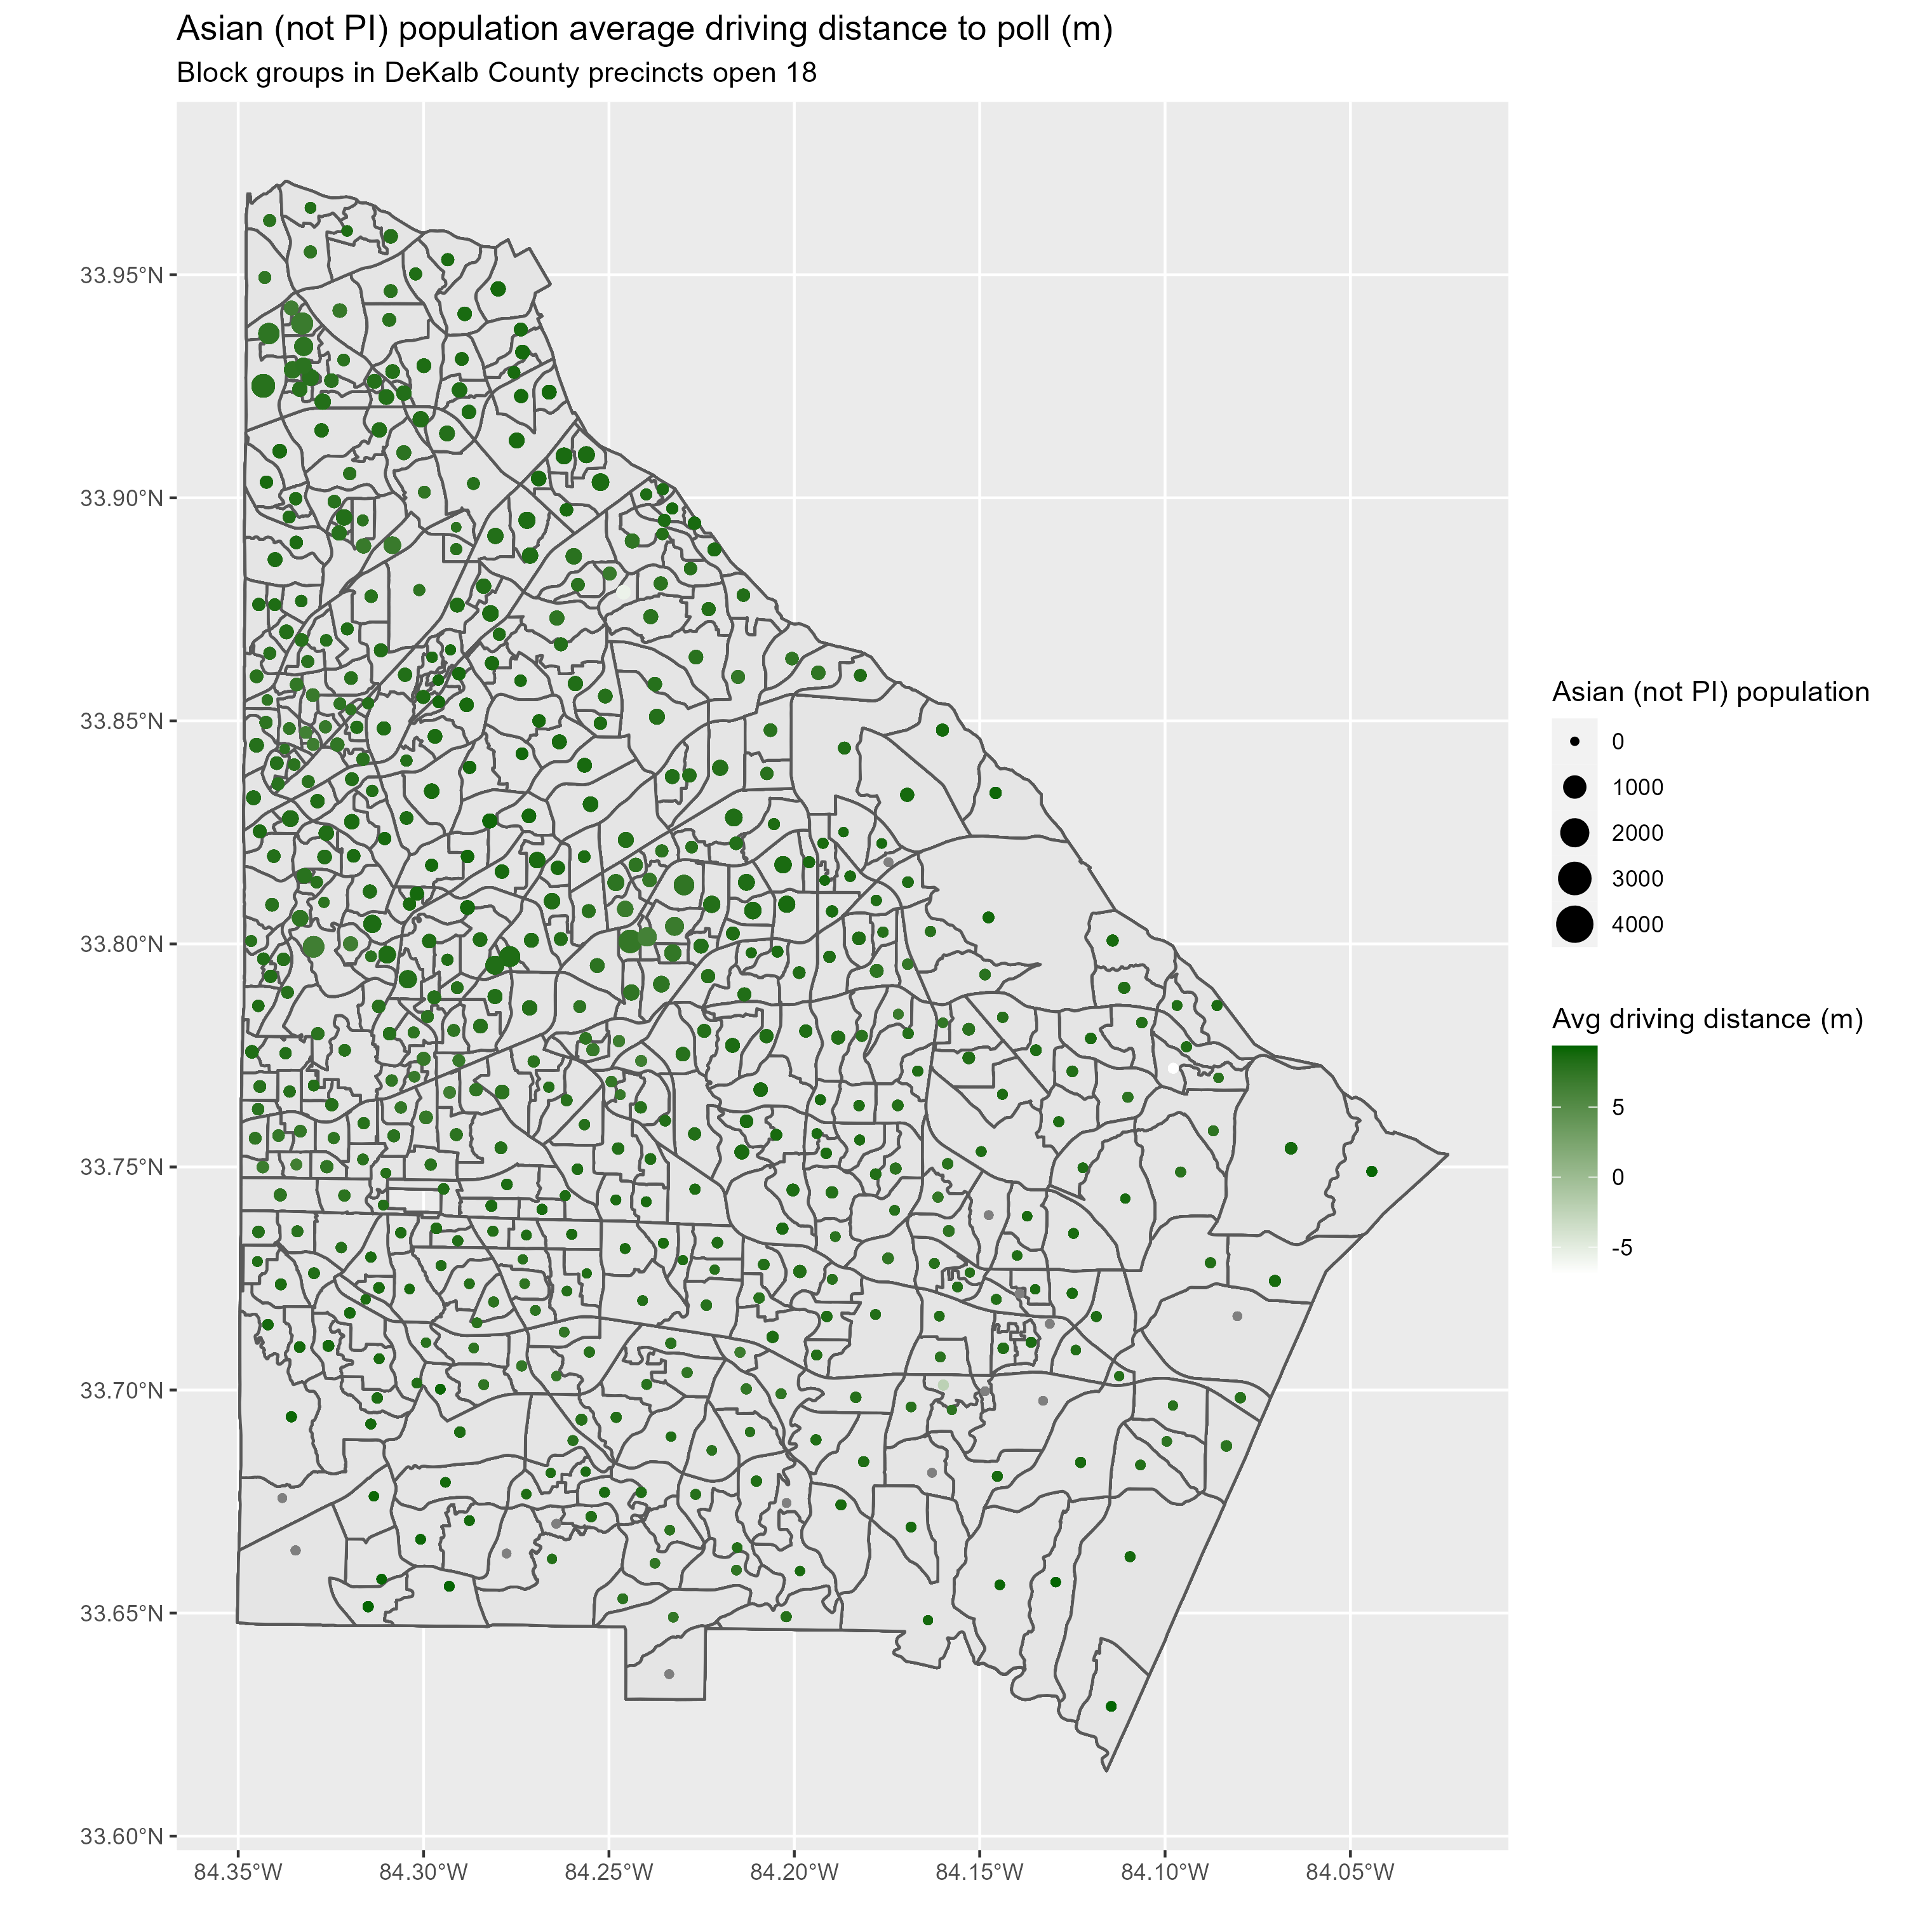 Asian (not PI) population average driving distance to poll (m)
Block groups in DeKalb County precincts open 18
33.95°N
33.90°N
33.85°N
33.80°N
33.75°N
33.70°N
33.65°N
33.60°N
84.35°W
84.30°W
84.25°W
84.20°W
84.15°W
84.10°W
84.05°W
Asian (not PI) population
0
1000
2000
3000
4000
Avg driving distance (m)
5
0
-5